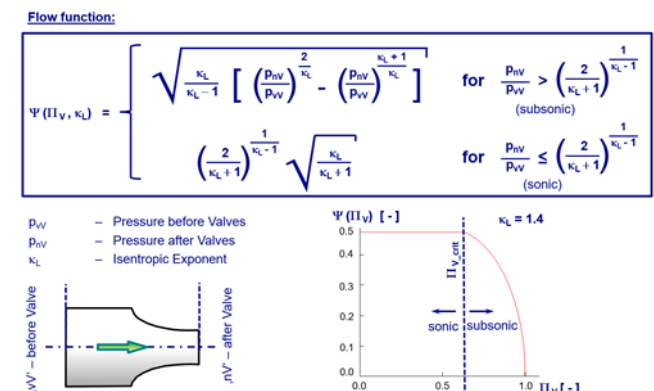 Flow function:
Ψ (Π_V , κ_L) = { √( κ_L / (κ_L − 1) [ (p_nV / p_vV)^(2 / κ_L) - (p_nV / p_vV)^((κ_L + 1) / κ_L) ] ) for p_nV / p_vV > (2 / (κ_L + 1))^(1 / (κ_L - 1))
(subsonic)
(2 / (κ_L + 1))^(1 / (κ_L - 1)) √( κ_L / (κ_L + 1) ) for p_nV / p_vV ≤ (2 / (κ_L + 1))^(1 / (κ_L - 1))
(sonic)
p_vV – Pressure before Valves
p_nV – Pressure after Valves
κ_L – Isentropic Exponent
‚vV' – before Valve
‚nV' – after Valve
Ψ (Π_V) [ - ]
κ_L = 1.4
0.5
0.4
0.3
0.2
0.1
0.0
Π_V_crit
sonic subsonic
0.0 0.5 1.0 Π_V [ - ]